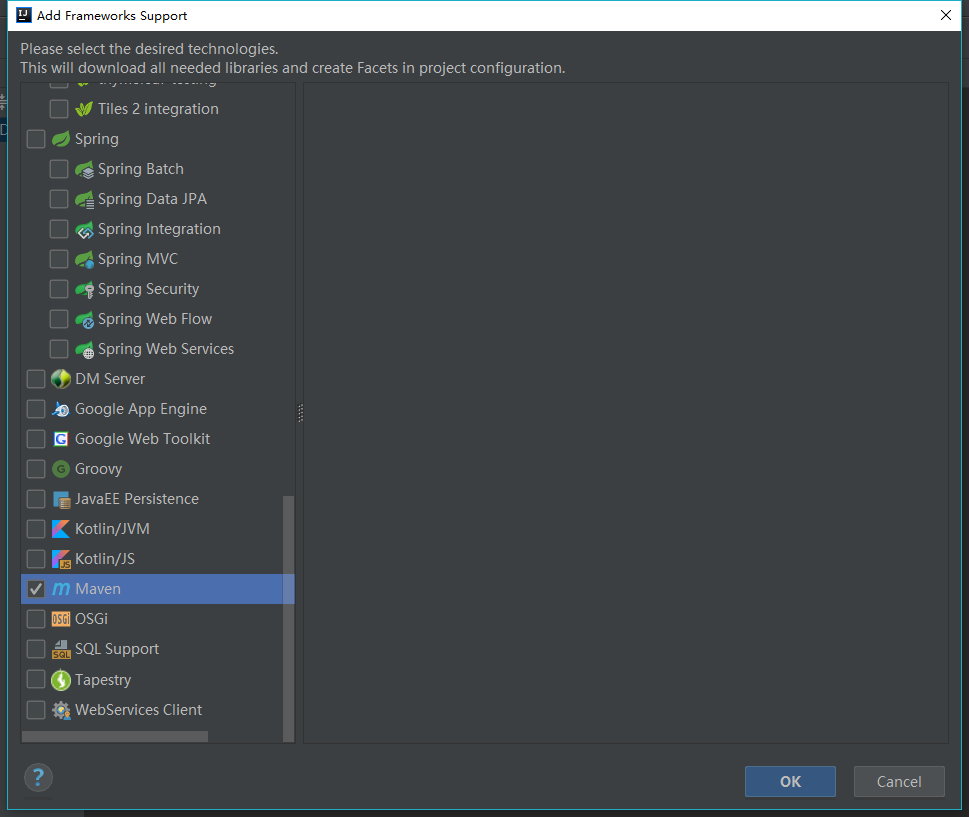 Add Frameworks Support
Please select the desired technologies.
This will download all needed libraries and create Facets in project configuration.
Tiles 2 integration
Spring
Spring Batch
Spring Data JPA
Spring Integration
Spring MVC
Spring Security
Spring Web Flow
Spring Web Services
DM Server
Google App Engine
Google Web Toolkit
Groovy
JavaEE Persistence
Kotlin/JVM
Kotlin/JS
Maven
OSGi
SQL Support
Tapestry
WebServices Client
?
OK
Cancel